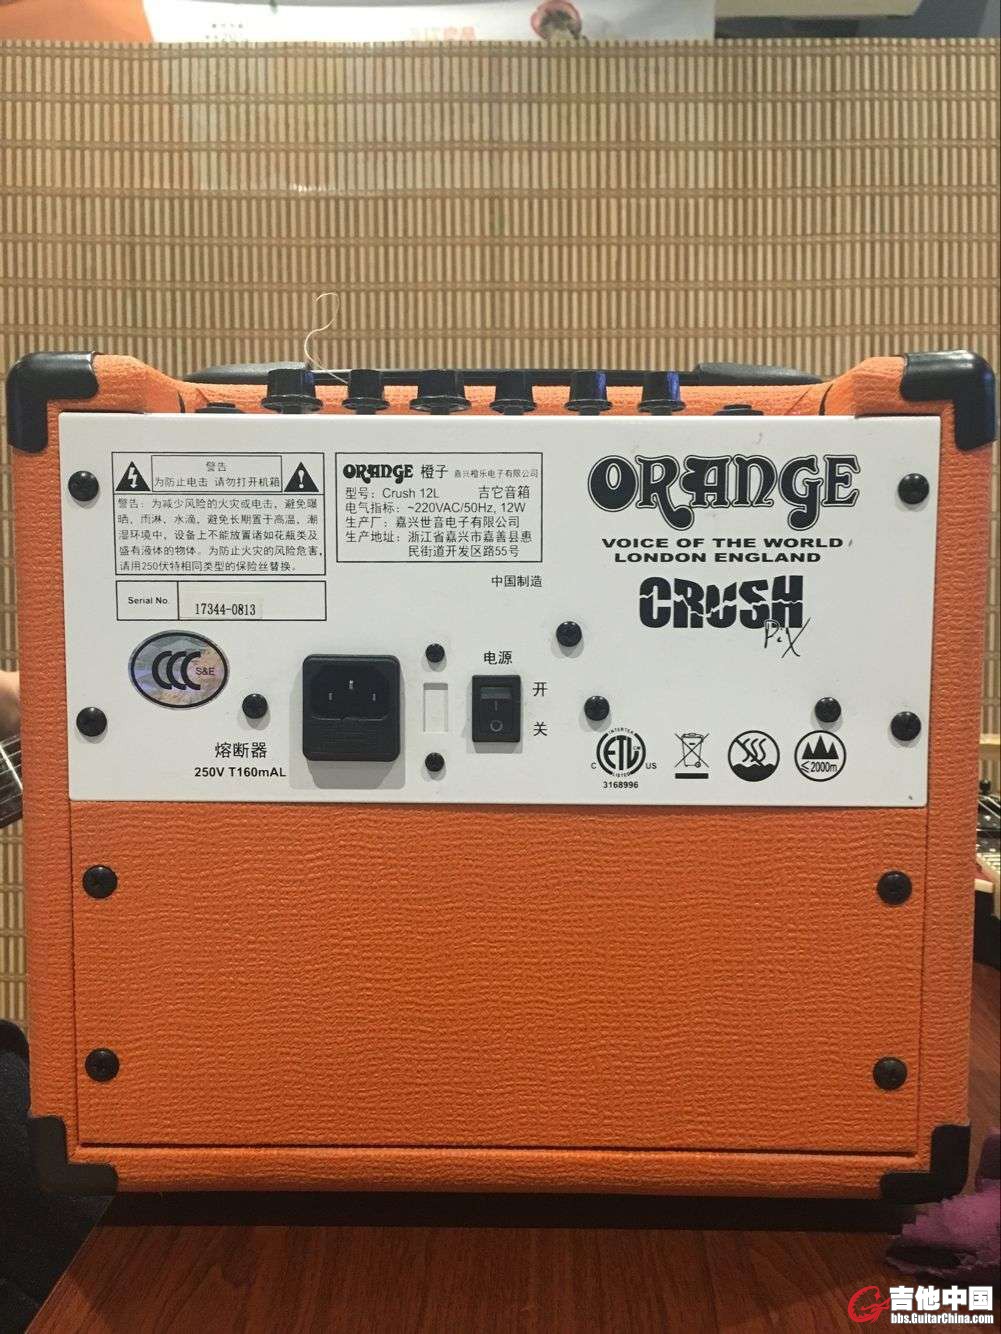 警告
为防止电击 请勿打开机箱
警告：为减少风险的火灾或电击，避免曝
晒，雨淋，水滴，避免长期置于高温，潮
湿环境中，设备上不能放置诸如花瓶类及
盛有液体的物体。为防止火灾的风险危害，
请用250伏特相同类型的保险丝替换。
Serial No. 17344-0813
ORANGE 橙子 嘉兴橙乐电子有限公司
型号：Crush 12L 吉它音箱
电气指标：~220VAC/50Hz, 12W
生产厂：嘉兴世音电子有限公司
生产地址：浙江省嘉兴市嘉善县惠
民街道开发区路55号
中国制造
ORANGE
VOICE OF THE WORLD
LONDON ENGLAND
CRUSH
PiX
CCC S&E
电源
开
关
熔断器
250V T160mAL
INTERTEK
C ETL US
LISTED
3168996
≤2000m
吉他中国
bbs.GuitarChina.com